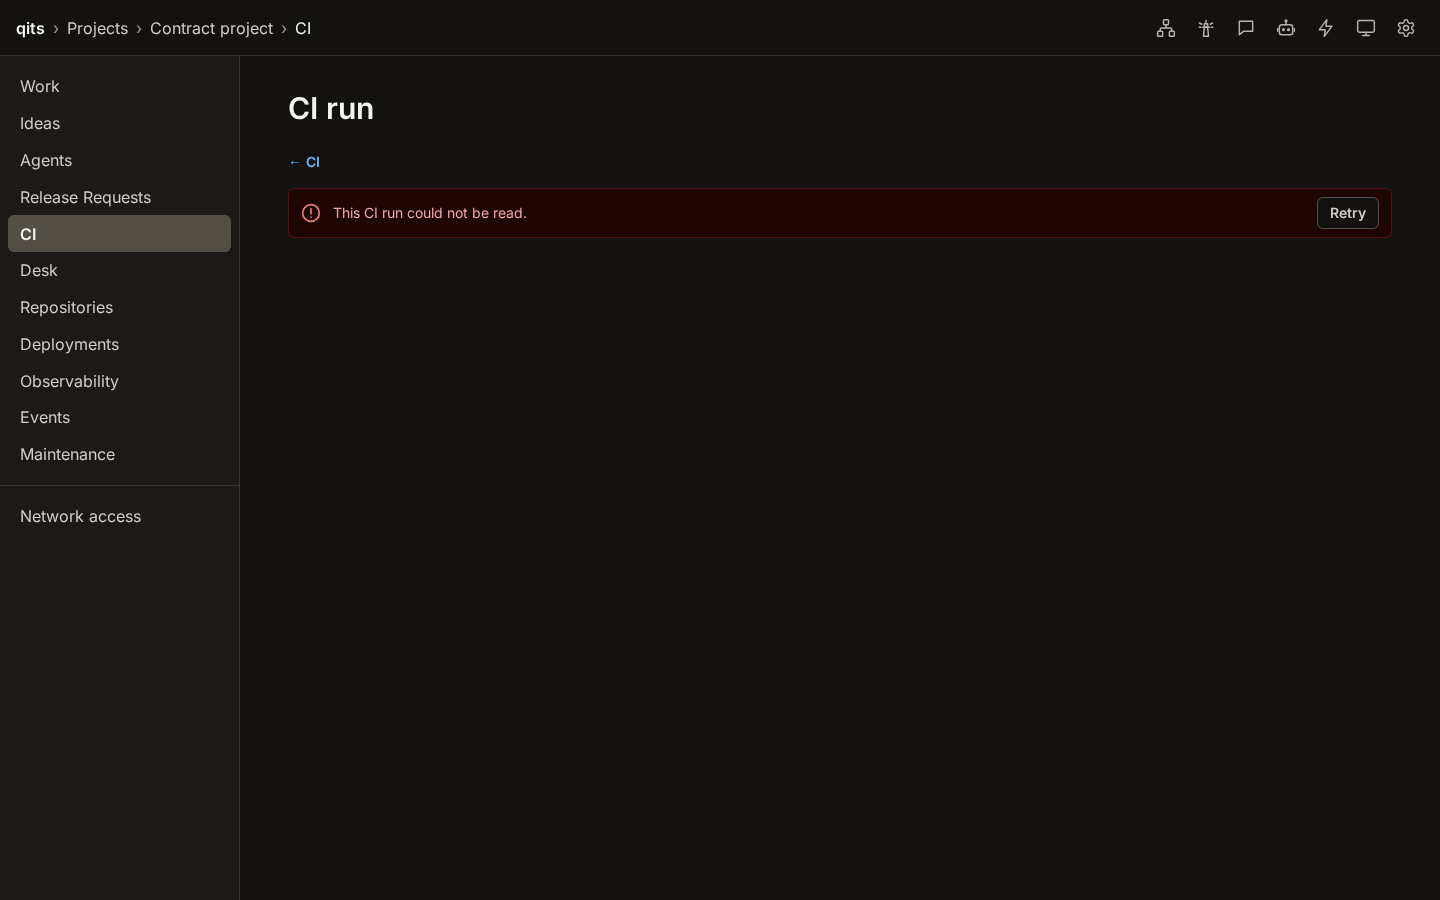 qits › Projects › Contract project › CI
Work
Ideas
Agents
Release Requests
CI
Desk
Repositories
Deployments
Observability
Events
Maintenance
Network access
CI run
← CI
This CI run could not be read.
Retry